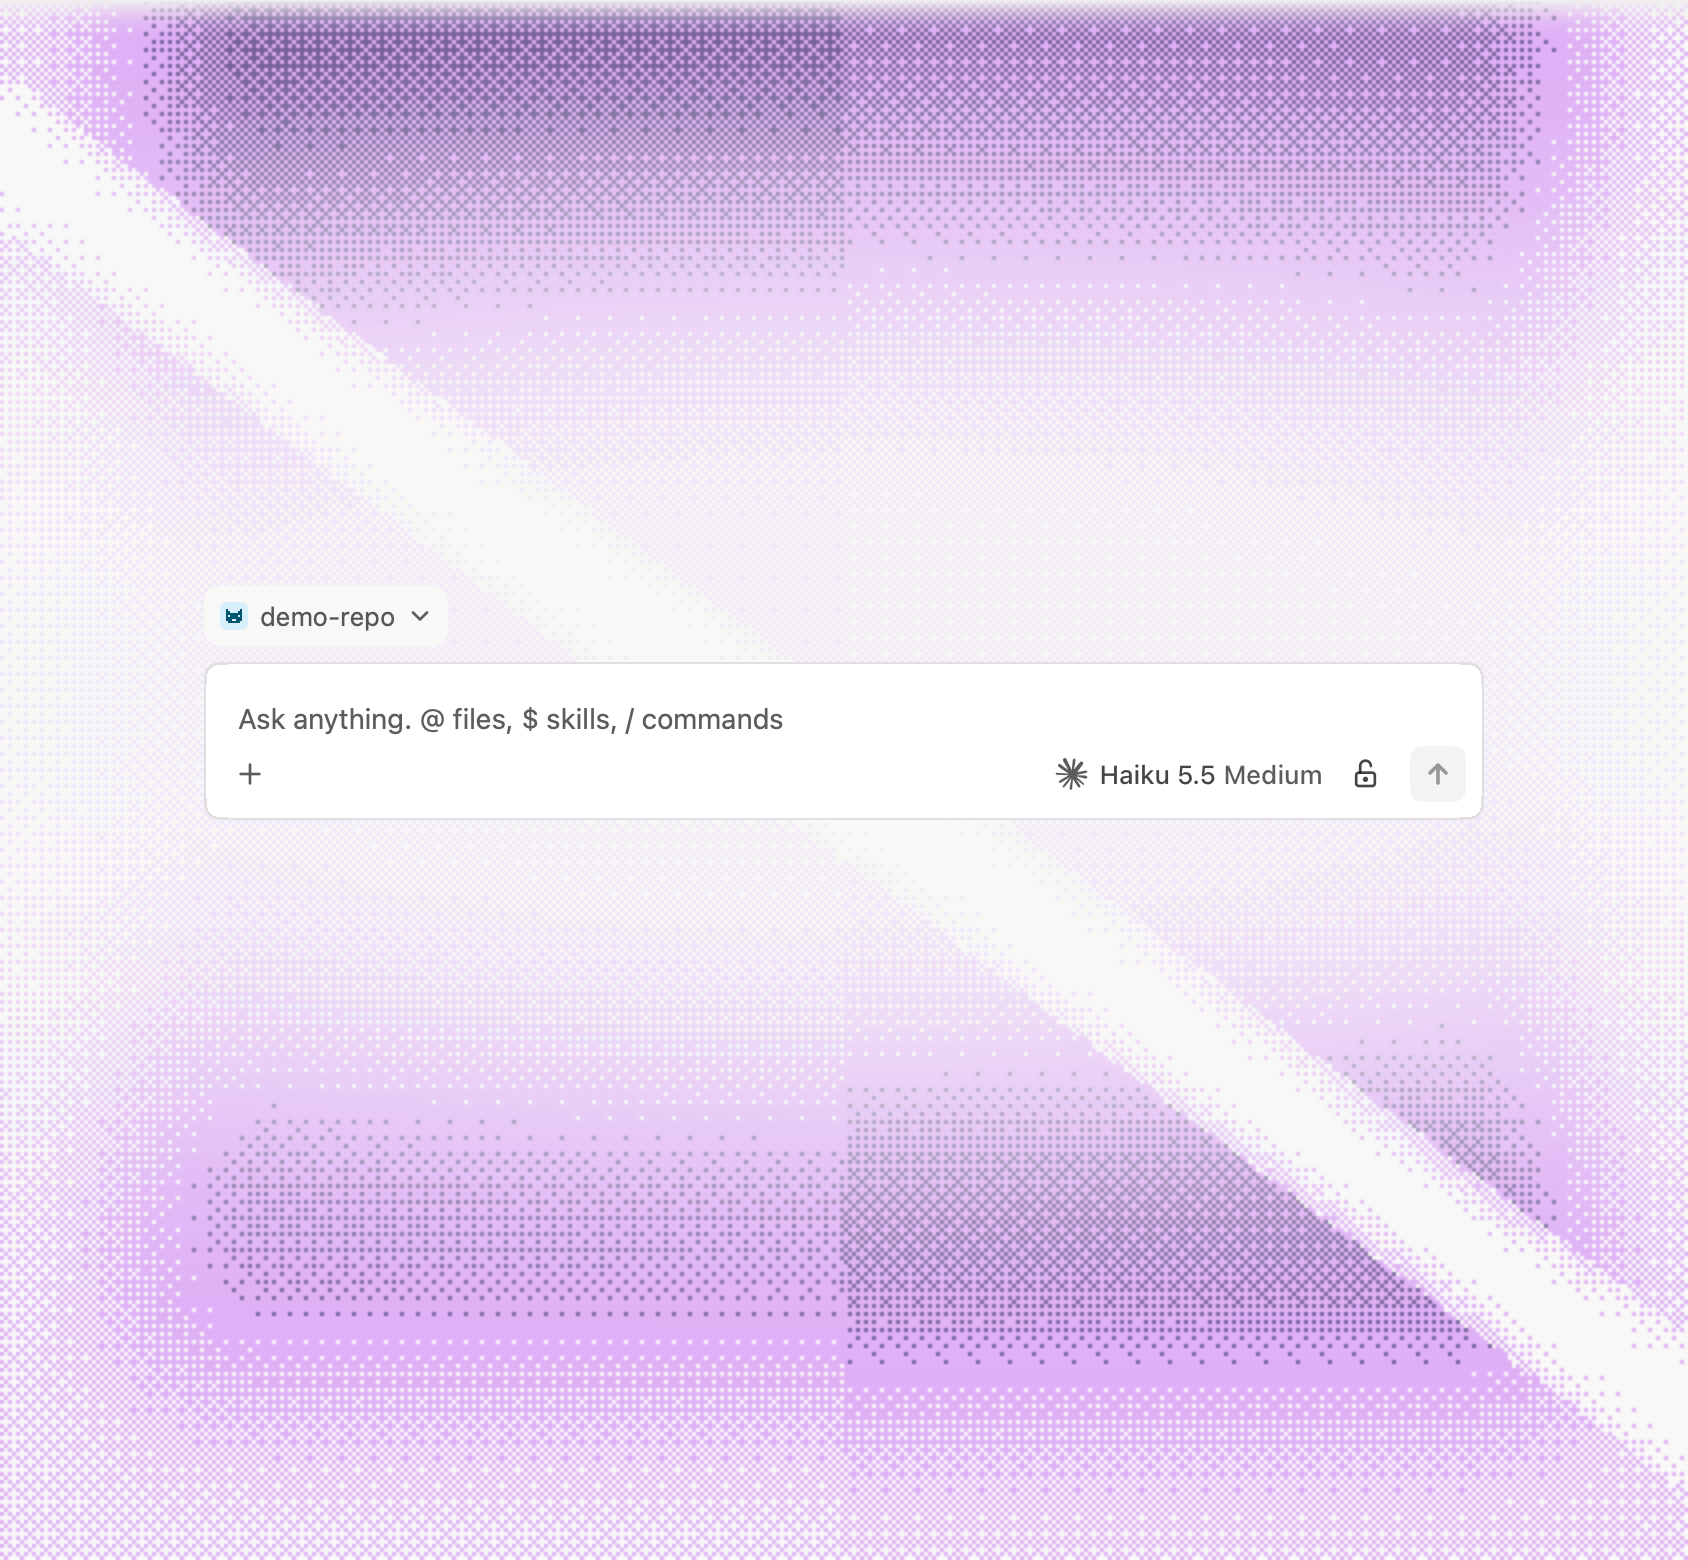 demo-repo
Ask anything. @ files, $ skills, / commands
Haiku 5.5 Medium